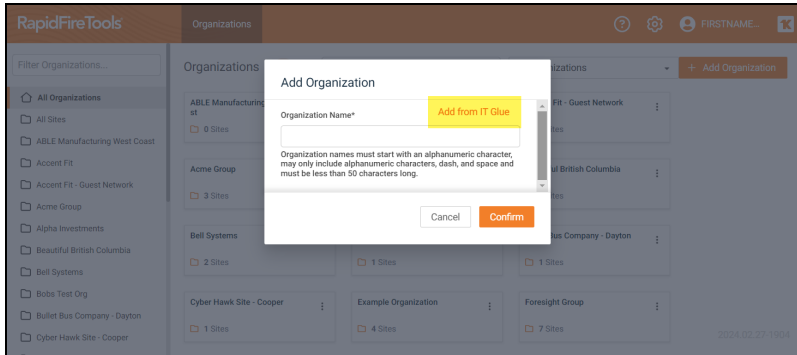 RapidFireTools
Organizations
FIRSTNAME...
Filter Organizations...
All Organizations
All Sites
ABLE Manufacturing West Coast
Accent Fit
Accent Fit - Guest Network
Acme Group
Alpha Investments
Beautiful British Columbia
Bell Systems
Bobs Test Org
Bullet Bus Company - Dayton
Cyber Hawk Site - Cooper
Organizations
+ Add Organization
ABLE Manufacturing
st
0 Sites
Fit - Guest Network
Acme Group
3 Sites
British Columbia
Bell Systems
2 Sites
1 Sites
Company - Dayton
1 Sites
Cyber Hawk Site - Cooper
1 Sites
Example Organization
4 Sites
Foresight Group
7 Sites
Add Organization
Organization Name*
Add from IT Glue
Organization names must start with an alphanumeric character,
may only include alphanumeric characters, dash, and space and
must be less than 50 characters long.
Cancel
Confirm